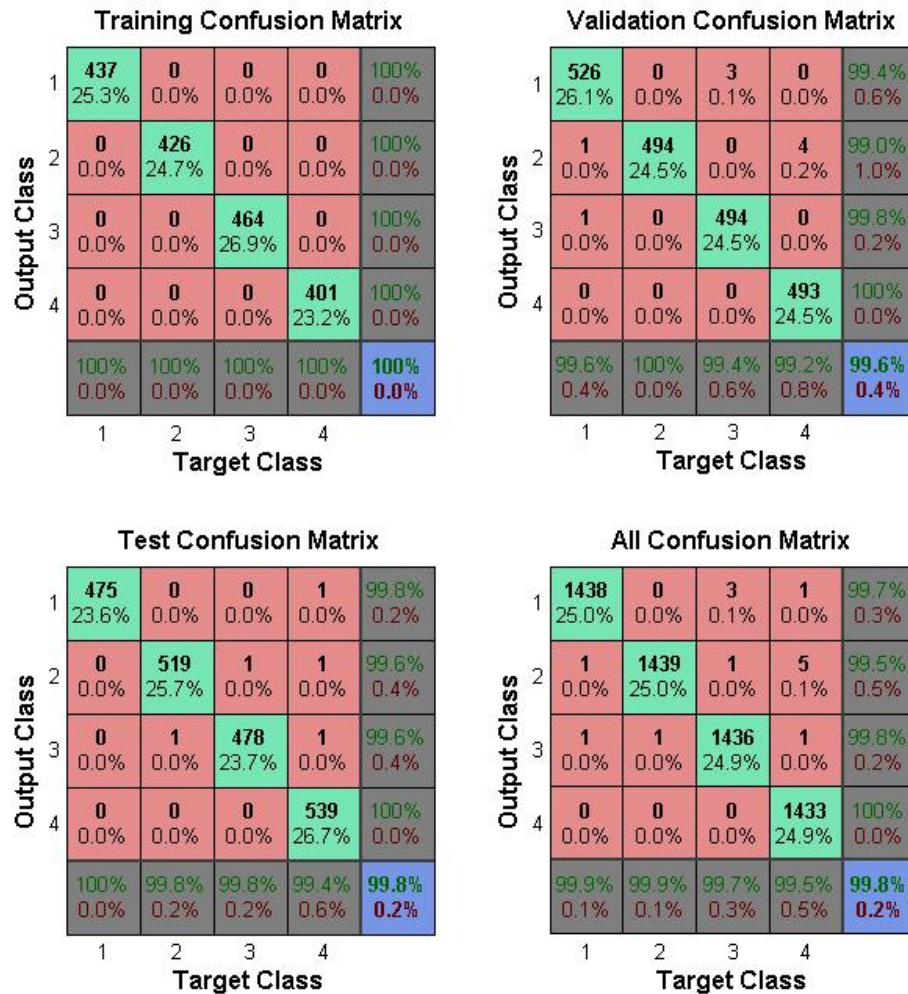 Training Confusion Matrix
Output Class
1
437 0 0 0 100%
25.3% 0.0% 0.0% 0.0% 0.0%
2
0 426 0 0 100%
0.0% 24.7% 0.0% 0.0% 0.0%
3
0 0 464 0 100%
0.0% 0.0% 26.9% 0.0% 0.0%
4
0 0 0 401 100%
0.0% 0.0% 0.0% 23.2% 0.0%
100% 100% 100% 100% 100%
0.0% 0.0% 0.0% 0.0% 0.0%
1 2 3 4
Target Class
Validation Confusion Matrix
Output Class
1
526 0 3 0 99.4%
26.1% 0.0% 0.1% 0.0% 0.6%
2
1 494 0 4 99.0%
0.0% 24.5% 0.0% 0.2% 1.0%
3
1 0 494 0 99.8%
0.0% 0.0% 24.5% 0.0% 0.2%
4
0 0 0 493 100%
0.0% 0.0% 0.0% 24.5% 0.0%
99.6% 100% 99.4% 99.2% 99.6%
0.4% 0.0% 0.6% 0.8% 0.4%
1 2 3 4
Target Class
Test Confusion Matrix
Output Class
1
475 0 0 1 99.8%
23.6% 0.0% 0.0% 0.0% 0.2%
2
0 519 1 1 99.6%
0.0% 25.7% 0.0% 0.0% 0.4%
3
0 1 478 1 99.6%
0.0% 0.0% 23.7% 0.0% 0.4%
4
0 0 0 539 100%
0.0% 0.0% 0.0% 26.7% 0.0%
100% 99.8% 99.8% 99.4% 99.8%
0.0% 0.2% 0.2% 0.6% 0.2%
1 2 3 4
Target Class
All Confusion Matrix
Output Class
1
1438 0 3 1 99.7%
25.0% 0.0% 0.1% 0.0% 0.3%
2
1 1439 1 5 99.5%
0.0% 25.0% 0.0% 0.1% 0.5%
3
1 1 1436 1 99.8%
0.0% 0.0% 24.9% 0.0% 0.2%
4
0 0 0 1433 100%
0.0% 0.0% 0.0% 24.9% 0.0%
99.9% 99.9% 99.7% 99.5% 99.8%
0.1% 0.1% 0.3% 0.5% 0.2%
1 2 3 4
Target Class